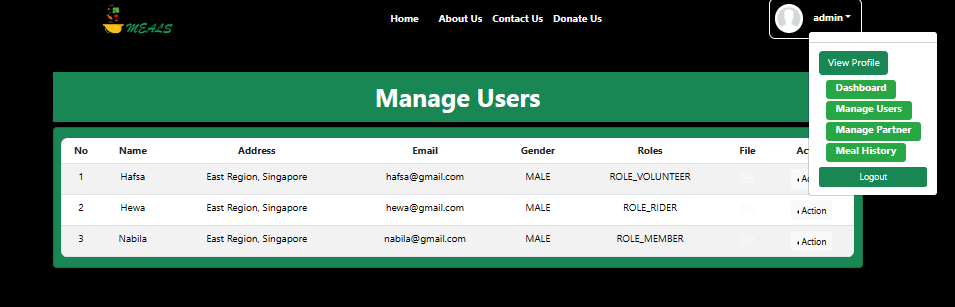 MEALS Home About Us Contact Us Donate Us admin
View Profile
Dashboard
Manage Users
Manage Partner
Meal History
Logout
Manage Users
No Name Address Email Gender Roles File
1 Hafsa East Region, Singapore hafsa@gmail.com MALE ROLE_VOLUNTEER
2 Hewa East Region, Singapore hewa@gmail.com MALE ROLE_RIDER Action
3 Nabila East Region, Singapore nabila@gmail.com MALE ROLE_MEMBER Action